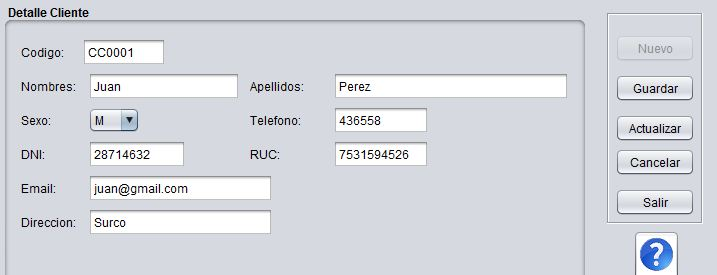 Detalle Cliente
Codigo: CC0001
Nuevo
Nombres: Juan Apellidos: Perez
Guardar
Sexo: M Telefono: 436558
Actualizar
DNI: 28714632 RUC: 7531594526
Cancelar
Email: juan@gmail.com
Salir
Direccion: Surco
?